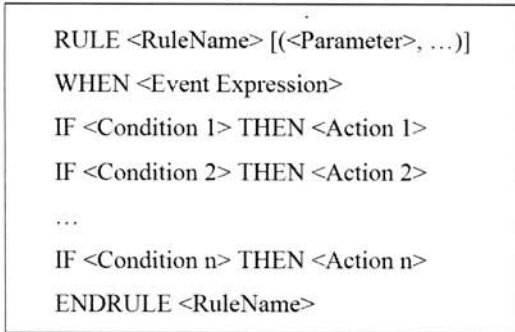 RULE <RuleName> [(<Parameter>, …)]
WHEN <Event Expression>
IF <Condition 1> THEN <Action 1>
IF <Condition 2> THEN <Action 2>
…
IF <Condition n> THEN <Action n>
ENDRULE <RuleName>